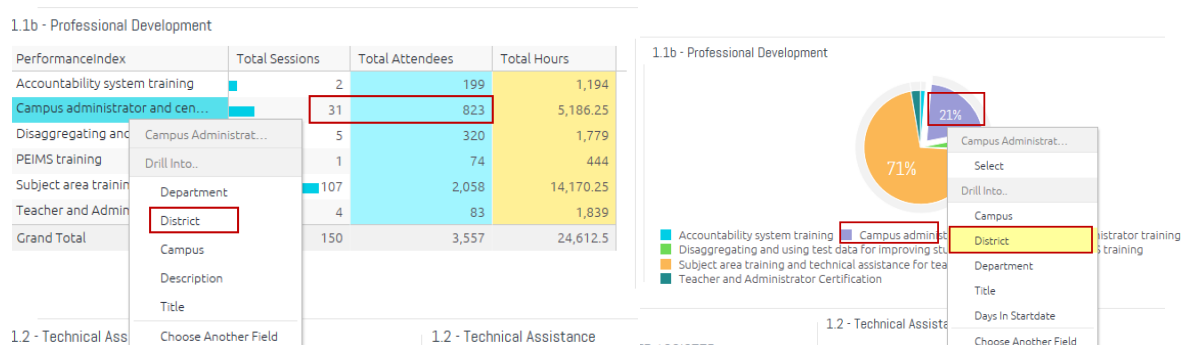 1.1b - Professional Development
PerformanceIndex Total Sessions Total Attendees Total Hours
Accountability system training 2 199 1,194
Campus administrator and cen... 31 823 5,186.25
Disaggregating and 5 320 1,779
PEIMS training 1 74 444
Subject area trainin 107 2,058 14,170.25
Teacher and Admin 4 83 1,839
Grand Total 150 3,557 24,612.5
Campus Administrat...
Drill Into..
Department
District
Campus
Description
Title
Choose Another Field
1.2 - Technical Ass
1.2 - Technical Assistance
1.1b - Professional Development
21%
71%
Campus Administrat...
Select
Drill Into..
Campus
District
Department
Title
Days In Startdate
Choose Another Field
Accountability system training Campus administ istrator training
Disaggregating and using test data for improving stu S training
Subject area training and technical assistance for tea
Teacher and Administrator Certification
1.2 - Technical Assista